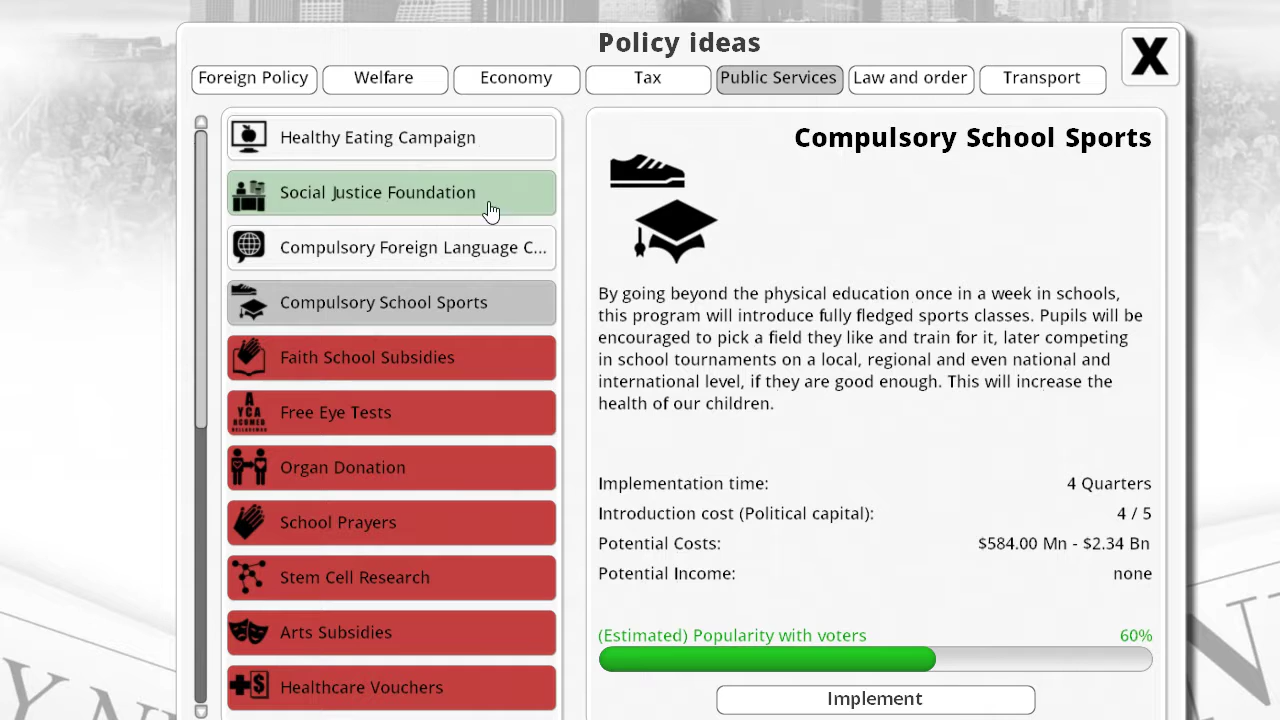 Policy ideas
X
Foreign Policy
Welfare
Economy
Tax
Public Services
Law and order
Transport
Healthy Eating Campaign
Social Justice Foundation
Compulsory Foreign Language C...
Compulsory School Sports
Faith School Subsidies
Free Eye Tests
Organ Donation
School Prayers
Stem Cell Research
Arts Subsidies
Healthcare Vouchers
Compulsory School Sports
By going beyond the physical education once in a week in schools,
this program will introduce fully fledged sports classes. Pupils will be
encouraged to pick a field they like and train for it, later competing
in school tournaments on a local, regional and even national and
international level, if they are good enough. This will increase the
health of our children.
Implementation time: 4 Quarters
Introduction cost (Political capital): 4 / 5
Potential Costs: $584.00 Mn - $2.34 Bn
Potential Income: none
(Estimated) Popularity with voters 60%
Implement